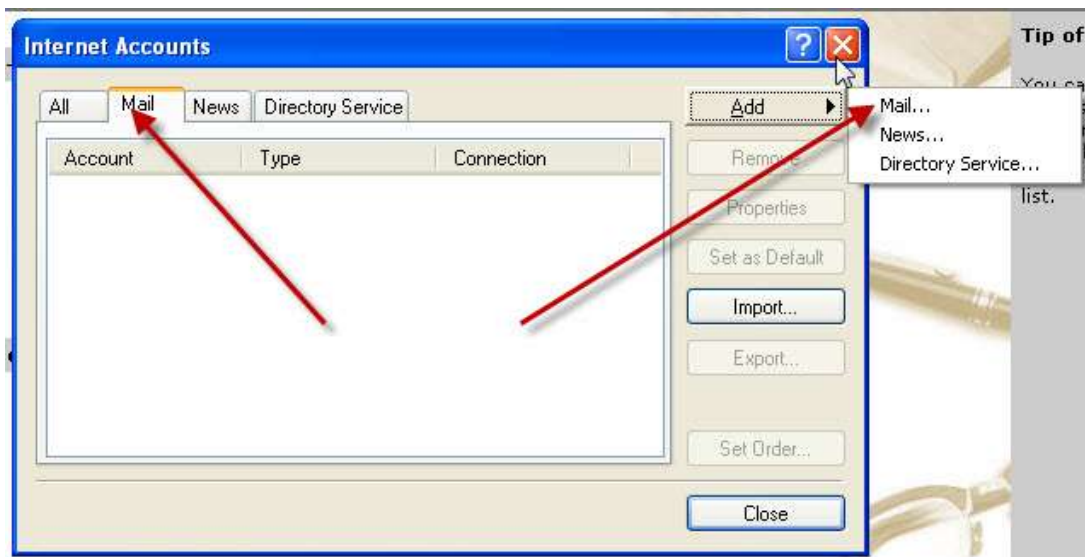 Internet Accounts
Tip of
All Mail News Directory Service
Add
Mail...
News...
Directory Service...
list.
Account Type Connection
Remove
Properties
Set as Default
Import...
Export...
Set Order...
Close